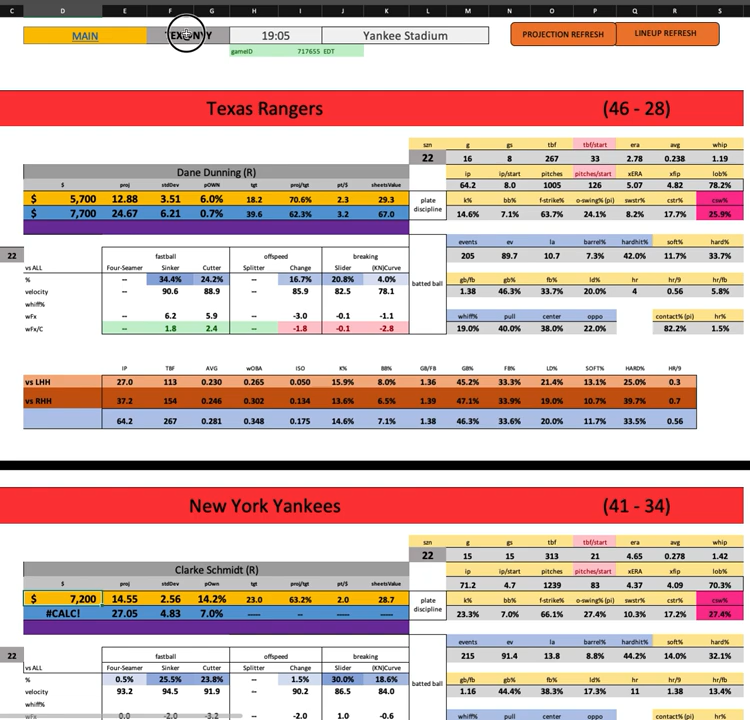 C D E F G H I J K L M N O P Q R S
MAIN TEX@NYY 19:05 Yankee Stadium PROJECTION REFRESH LINEUP REFRESH
gameID 717655 EDT
Texas Rangers (46 - 28)
szn g gs tbf tbf/start era avg whip
22 16 8 267 33 2.78 0.238 1.19
Dane Dunning (R) ip ip/start pitches pitches/start xERA xfip lob%
$ proj stdDev pOWN tgt proj/tgt pt/$ sheetsValue 64.2 8.0 1005 126 5.07 4.82 78.2%
$ 5,700 12.88 3.51 6.0% 18.2 70.6% 2.3 29.3 plate discipline k% bb% f-strike% o-swing% (pi) swstr% cstr% csw%
$ 7,700 24.67 6.21 0.7% 39.6 62.3% 3.2 67.0 14.6% 7.1% 63.7% 24.1% 8.2% 17.7% 25.9%
events ev la barrel% hardhit% soft% hard%
22 fastball offspeed breaking 205 89.7 10.7 7.3% 42.0% 11.7% 33.7%
vs ALL Four-Seamer Sinker Cutter Splitter Change Slider (KN)Curve
% -- 34.4% 24.2% -- 16.7% 20.8% 4.0% batted ball gb/fb gb% fb% ld% hr hr/9 hr/fb
velocity -- 90.6 88.9 -- 85.9 82.5 78.1 1.38 46.3% 33.7% 20.0% 4 0.56 5.8%
whiff%
wFx -- 6.2 5.9 -- -3.0 -0.1 -1.1 whiff% pull center oppo contact% (pi) hr%
wFx/C -- 1.8 2.4 -- -1.8 -0.1 -2.8 19.0% 40.0% 38.0% 22.0% 82.2% 1.5%
IP TBF AVG wOBA ISO K% BB% GB/FB GB% FB% LD% SOFT% HARD% HR/9
vs LHH 27.0 113 0.230 0.265 0.050 15.9% 8.0% 1.36 45.2% 33.3% 21.4% 13.1% 25.0% 0.3
vs RHH 37.2 154 0.246 0.302 0.134 13.6% 6.5% 1.39 47.1% 33.9% 19.0% 10.7% 39.7% 0.7
64.2 267 0.281 0.348 0.175 14.6% 7.1% 1.38 46.3% 33.6% 20.0% 11.7% 33.5% 0.56
New York Yankees (41 - 34)
szn g gs tbf tbf/start era avg whip
22 15 15 313 21 4.65 0.278 1.42
Clarke Schmidt (R) ip ip/start pitches pitches/start xERA xfip lob%
$ proj stdDev pOwn tgt proj/tgt pt/$ sheetsValue 71.2 4.7 1239 83 4.37 4.09 70.3%
$ 7,200 14.55 2.56 14.2% 23.0 63.2% 2.0 28.7 plate discipline k% bb% f-strike% o-swing% (pi) swstr% cstr% csw%
#CALC! 27.05 4.83 7.0% ---- -- -- ---- 23.3% 7.0% 66.1% 27.4% 10.3% 17.2% 27.4%
events ev la barrel% hardhit% soft% hard%
22 fastball offspeed breaking 215 91.4 13.8 8.8% 44.2% 14.0% 32.1%
vs ALL Four-Seamer Sinker Cutter Splitter Change Slider (KN)Curve
% 0.5% 25.5% 23.8% -- 1.5% 30.0% 18.6% batted ball gb/fb gb% fb% ld% hr hr/9 hr/fb
velocity 93.2 94.5 91.9 -- 90.2 86.5 84.0 1.16 44.4% 38.3% 17.3% 11 1.38 13.4%
whiff%
wFx 0.0 -2.0 -3.2 -- -2.0 1.0 -0.6 whiff% pull center oppo contact% (pi) hr%